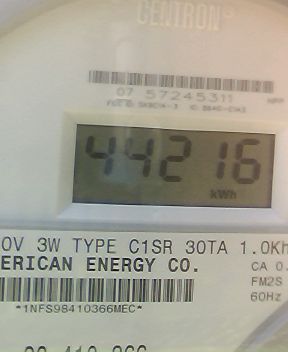 CENTRON®
07 57245311
44216
kWh
0V 3W TYPE C1SR 30TA 1.0Kh
ERICAN ENERGY CO.
CA 0.
FM2S
60Hz
*1NFS98410366MEC*